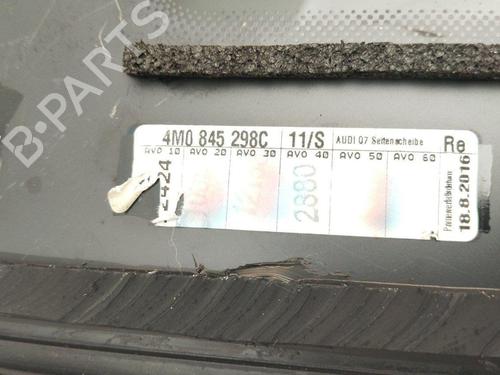 4M0 845 298C 11/S AUDI Q7 Seitenscheibe Re
AVO 10 AVO 20 AVO 30 AVO 40 AVO 50 AVO 60
2424
2880
18.8.2016
B-PARTS